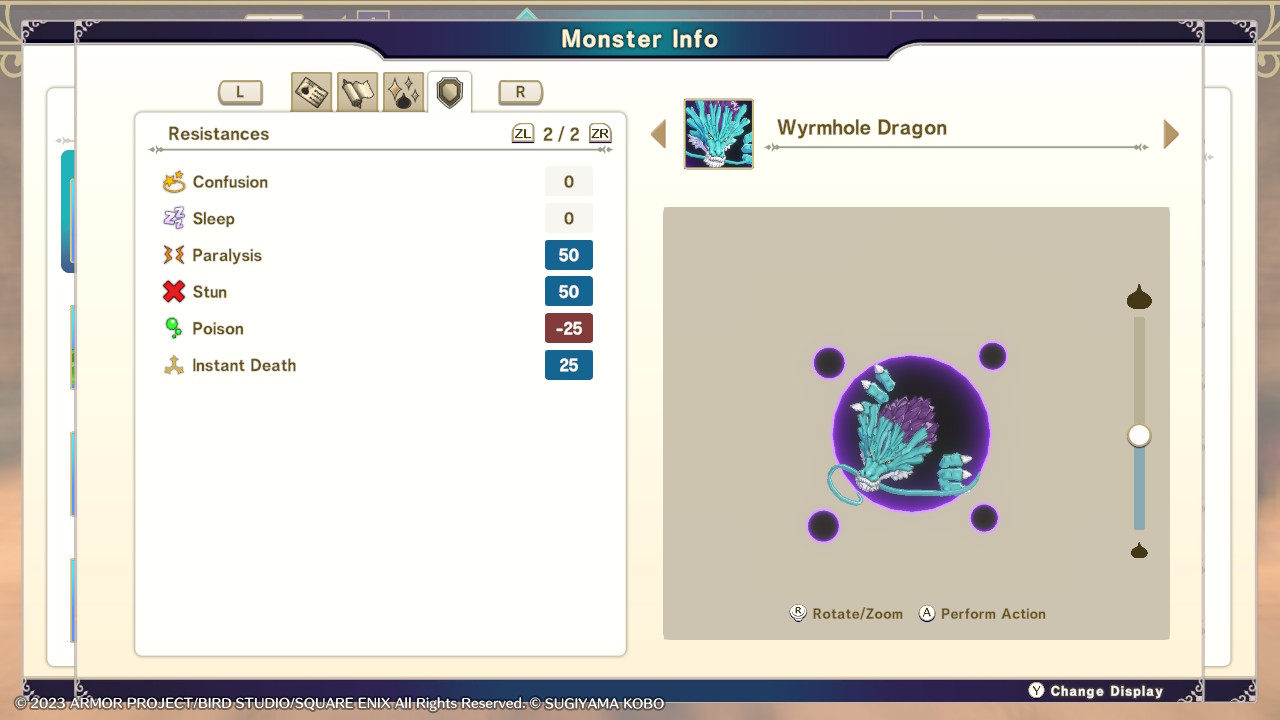 Monster Info
L
R
Resistances
ZL 2 / 2 ZR
Confusion 0
Sleep 0
Paralysis 50
Stun 50
Poison -25
Instant Death 25
Wyrmhole Dragon
R Rotate/Zoom A Perform Action
Y Change Display
© 2023 ARMOR PROJECT/BIRD STUDIO/SQUARE ENIX All Rights Reserved. © SUGIYAMA KOBO